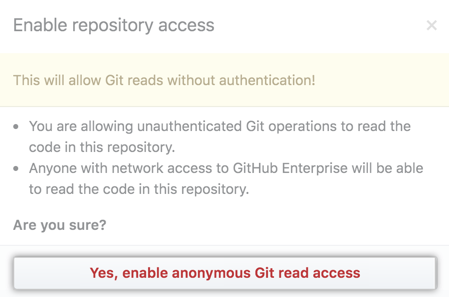 Enable repository access
This will allow Git reads without authentication!
• You are allowing unauthenticated Git operations to read the
code in this repository.
• Anyone with network access to GitHub Enterprise will be able
to read the code in this repository.
Are you sure?
Yes, enable anonymous Git read access